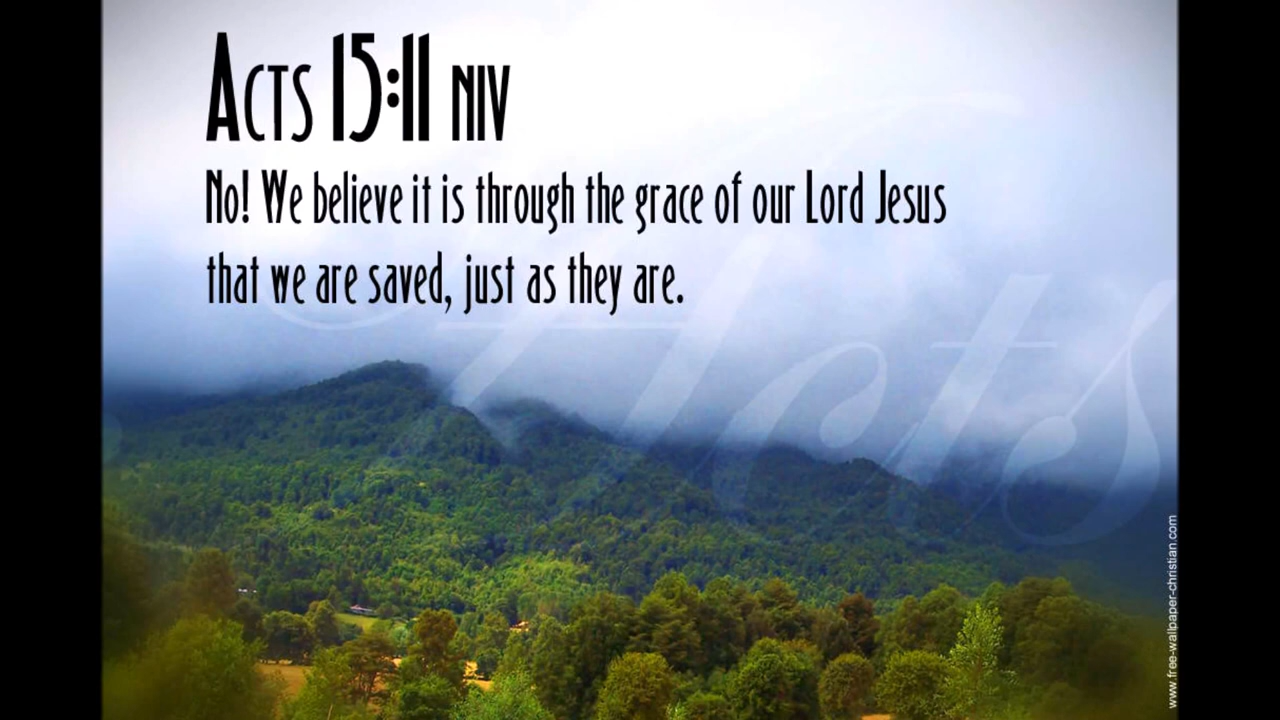 Acts 15:11 NIV
No! We believe it is through the grace of our Lord Jesus
that we are saved, just as they are.
Acts
www.free-wallpaper-christian.com